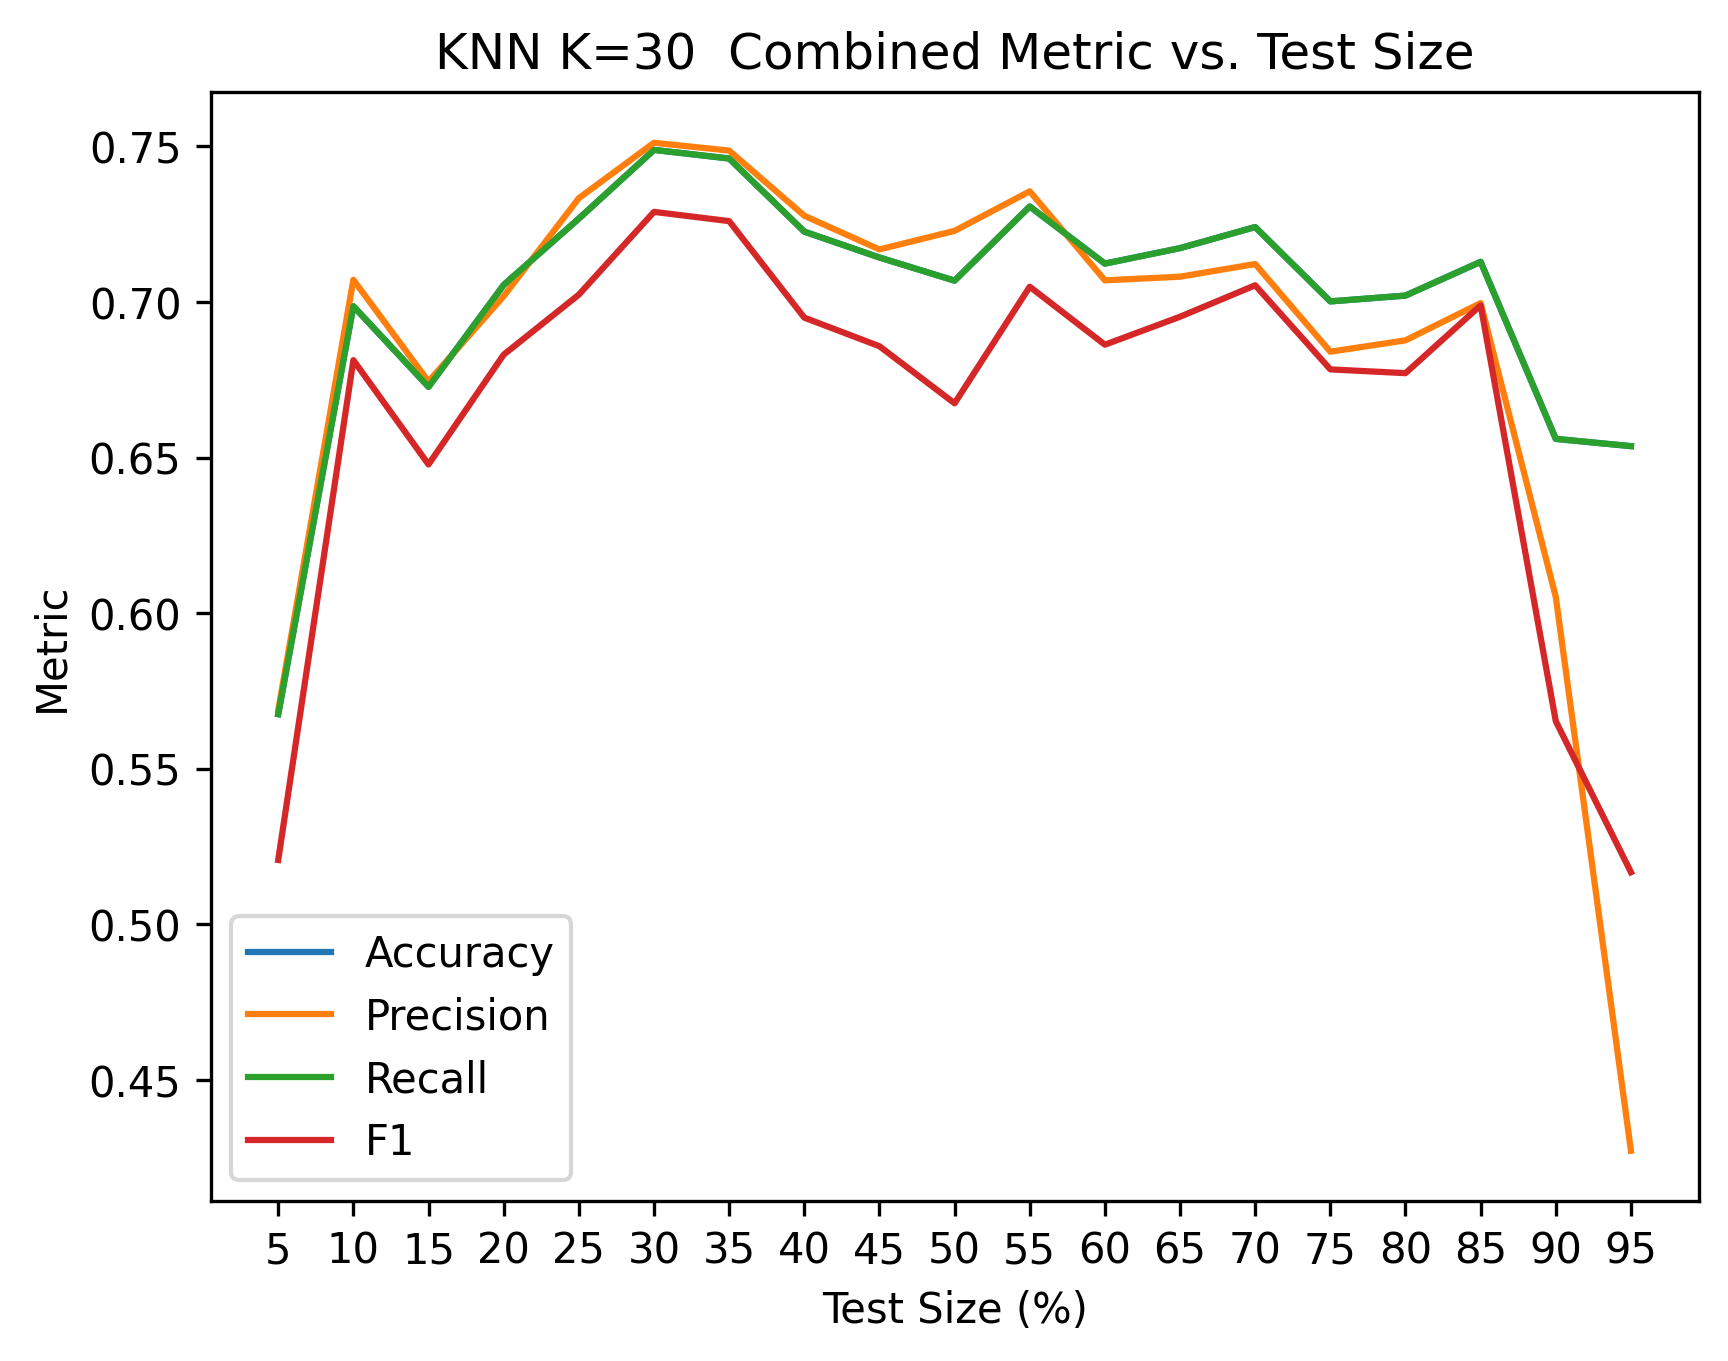 KNN K=30  Combined Metric vs. Test Size
0.75
0.70
0.65
0.60
0.55
0.50
0.45
Metric
Accuracy
Precision
Recall
F1
5 10 15 20 25 30 35 40 45 50 55 60 65 70 75 80 85 90 95
Test Size (%)